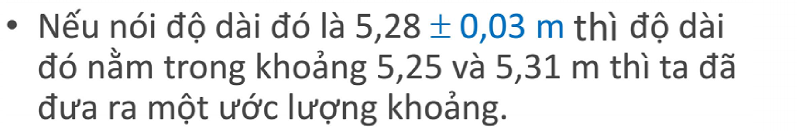 • Nếu nói độ dài đó là 5,28 ± 0,03 m thì độ dài
đó nằm trong khoảng 5,25 và 5,31 m thì ta đã
đưa ra một ước lượng khoảng.